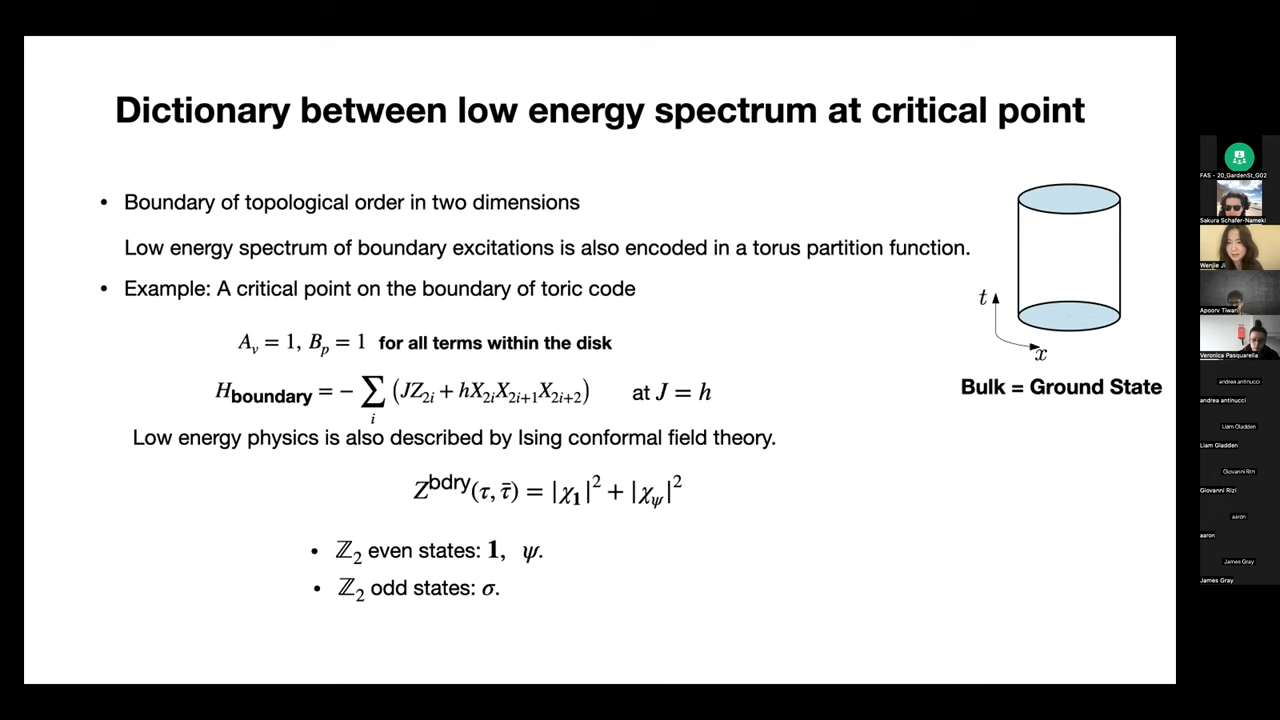 Dictionary between low energy spectrum at critical point
• Boundary of topological order in two dimensions
Low energy spectrum of boundary excitations is also encoded in a torus partition function.
• Example: A critical point on the boundary of toric code
A_v = 1, B_p = 1 for all terms within the disk
H_boundary = − ∑_i (JZ_{2i} + hX_{2i}X_{2i+1}X_{2i+2}) at J = h
Low energy physics is also described by Ising conformal field theory.
Z^bdry(τ, τ̄) = |χ_1|² + |χ_ψ|²
• ℤ₂ even states: 1, ψ.
• ℤ₂ odd states: σ.
t
x
Bulk = Ground State
FAS - 20_GardenSt_G02
Sakura Schafer-Nameki
Wenjie Ji
Apoorv Tiwari
Veronica Pasquarella
andrea antinucci
andrea antinucci
Liam Gladden
Liam Gladden
Giovanni Rizi
Giovanni Rizi
aaron
aaron
James Gray
James Gray